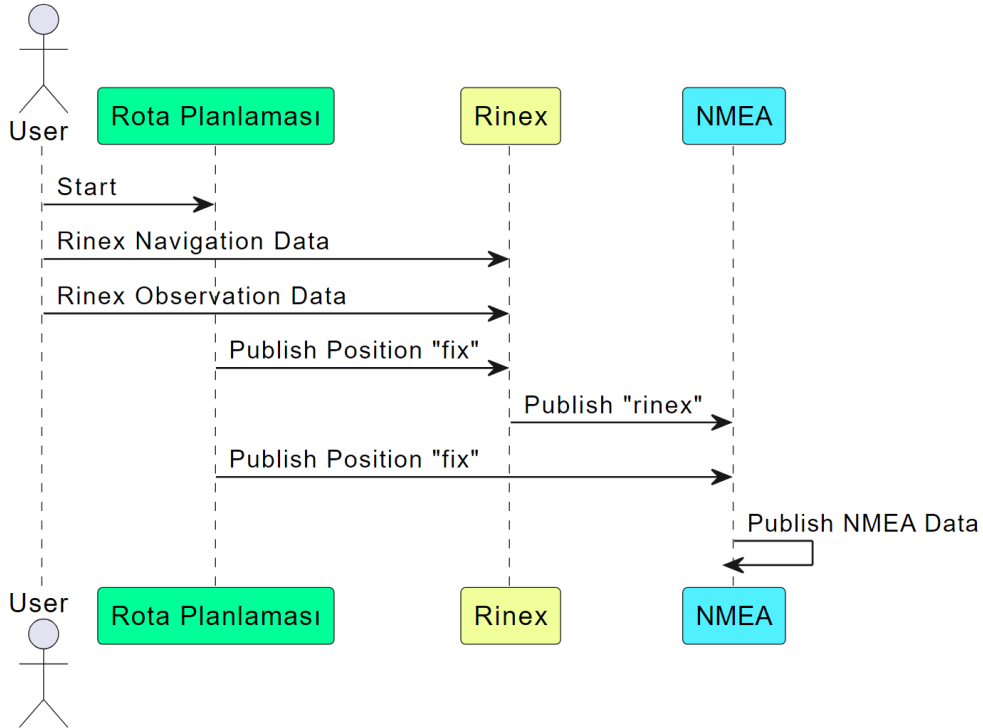 User
Rota Planlaması
Rinex
NMEA
Start
Rinex Navigation Data
Rinex Observation Data
Publish Position "fix"
Publish "rinex"
Publish Position "fix"
Publish NMEA Data
User
Rota Planlaması
Rinex
NMEA